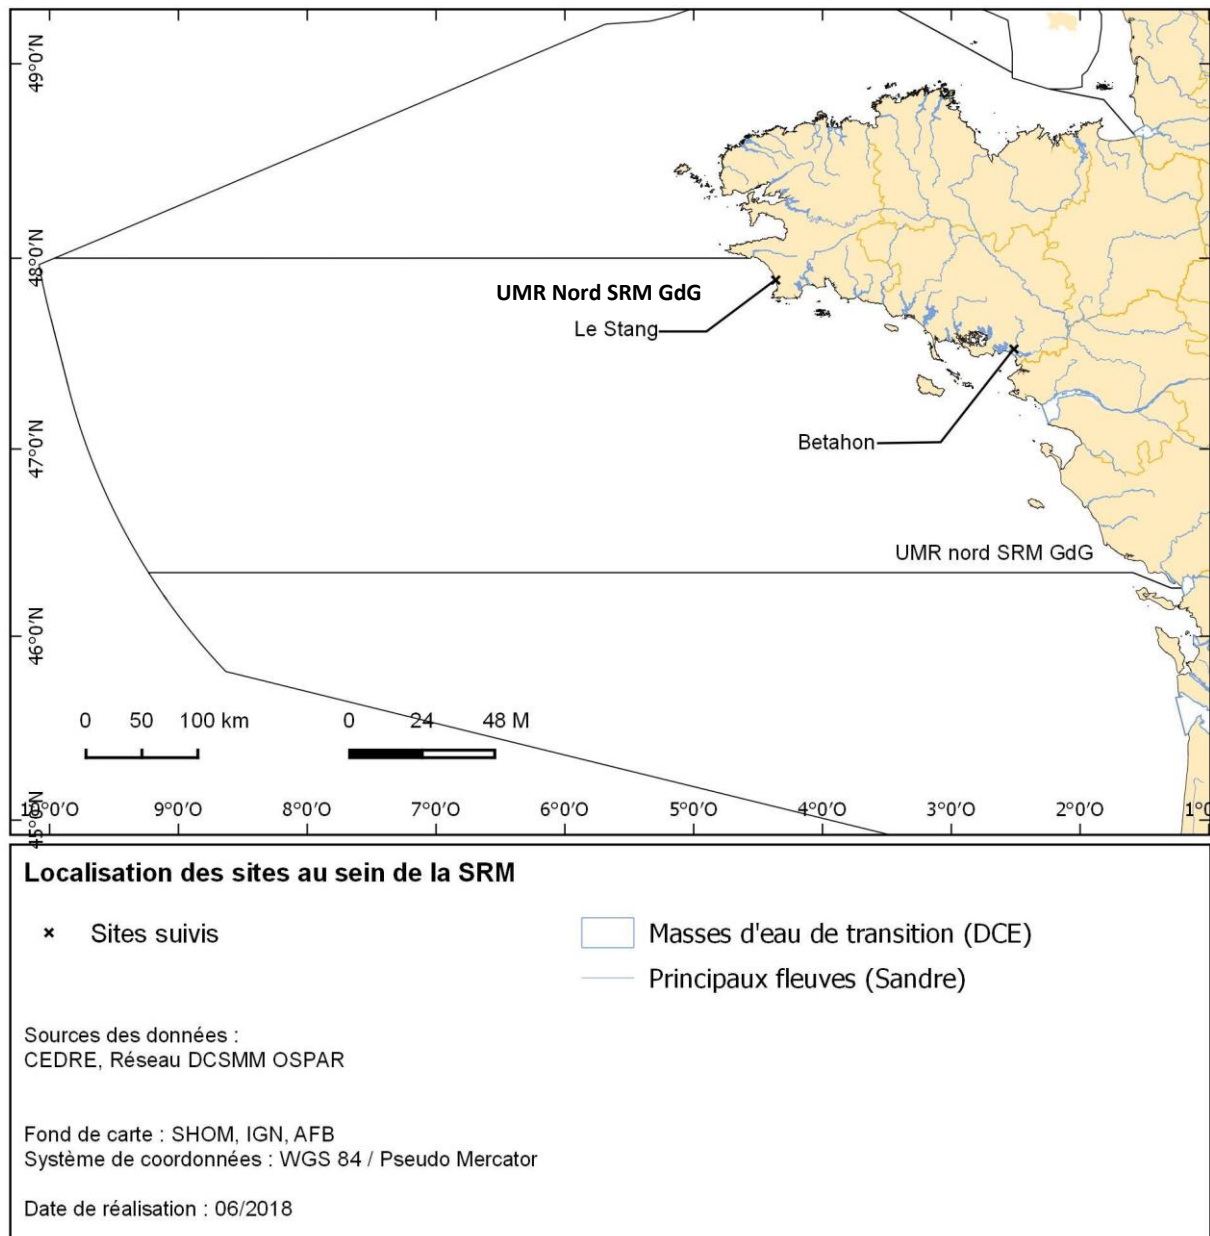 49°0'N
48°0'N
UMR Nord SRM GdG
Le Stang
Betahon
47°0'N
UMR nord SRM GdG
46°0'N
0 50 100 km
0 24 48 M
45°0'N
10°0'O 9°0'O 8°0'O 7°0'O 6°0'O 5°0'O 4°0'O 3°0'O 2°0'O 1°0
Localisation des sites au sein de la SRM
Sites suivis
Masses d'eau de transition (DCE)
Principaux fleuves (Sandre)
Sources des données :
CEDRE, Réseau DCSMM OSPAR
Fond de carte : SHOM, IGN, AFB
Système de coordonnées : WGS 84 / Pseudo Mercator
Date de réalisation : 06/2018